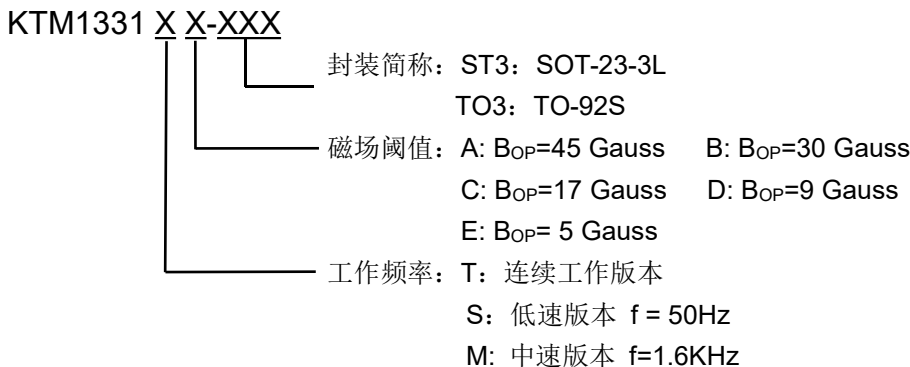 KTM1331 X X-XXX
封装简称：ST3：SOT-23-3L
TO3：TO-92S
磁场阈值：A: BOP=45 Gauss B: BOP=30 Gauss
C: BOP=17 Gauss D: BOP=9 Gauss
E: BOP= 5 Gauss
工作频率：T：连续工作版本
S：低速版本 f = 50Hz
M: 中速版本 f=1.6KHz